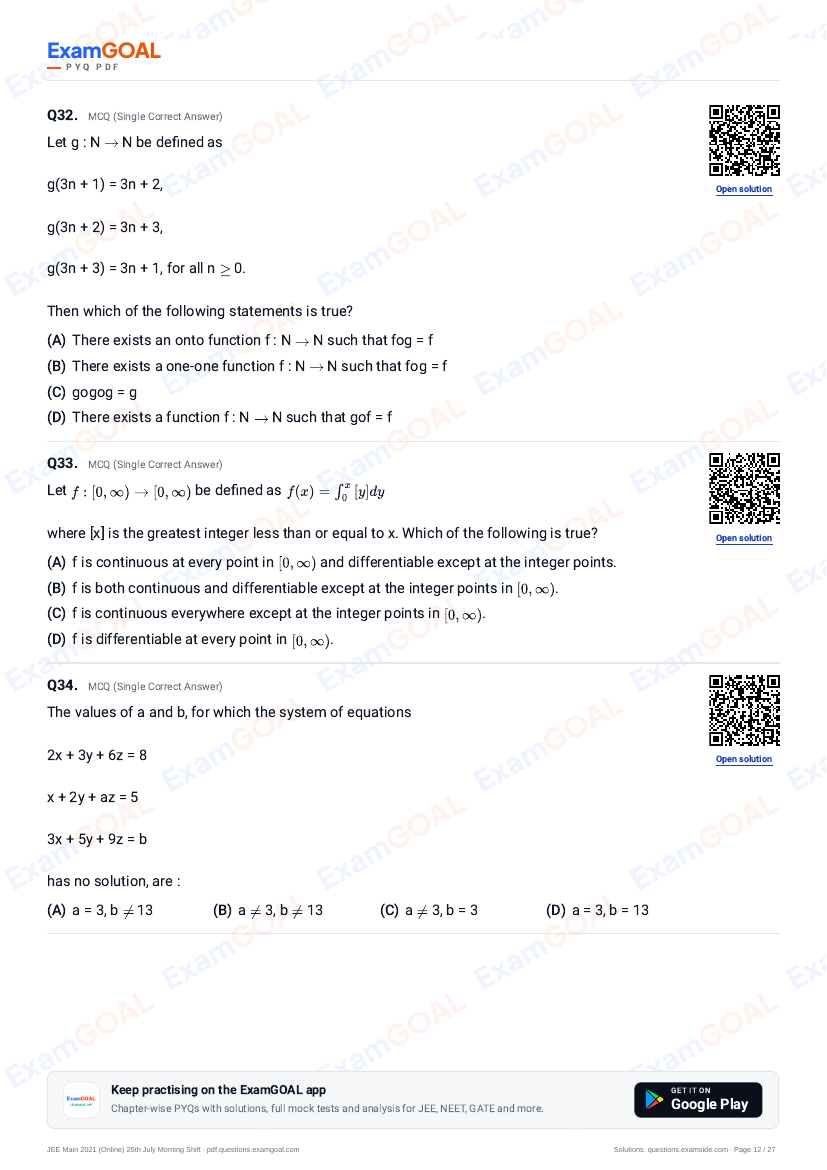 ExamGOAL
PYQ PDF
Q32. MCQ (Single Correct Answer)
Let g : N → N be defined as
g(3n + 1) = 3n + 2,
g(3n + 2) = 3n + 3,
g(3n + 3) = 3n + 1, for all n ≥ 0.
Then which of the following statements is true?
(A) There exists an onto function f : N → N such that fog = f
(B) There exists a one-one function f : N → N such that fog = f
(C) gogog = g
(D) There exists a function f : N → N such that gof = f
Open solution
Q33. MCQ (Single Correct Answer)
Let f : [0, ∞) → [0, ∞) be defined as f(x) = ∫₀ˣ [y]dy
where [x] is the greatest integer less than or equal to x. Which of the following is true?
(A) f is continuous at every point in [0, ∞) and differentiable except at the integer points.
(B) f is both continuous and differentiable except at the integer points in [0, ∞).
(C) f is continuous everywhere except at the integer points in [0, ∞).
(D) f is differentiable at every point in [0, ∞).
Open solution
Q34. MCQ (Single Correct Answer)
The values of a and b, for which the system of equations
2x + 3y + 6z = 8
x + 2y + az = 5
3x + 5y + 9z = b
has no solution, are :
(A) a = 3, b ≠ 13 (B) a ≠ 3, b ≠ 13 (C) a ≠ 3, b = 3 (D) a = 3, b = 13
Open solution
Keep practising on the ExamGOAL app
Chapter-wise PYQs with solutions, full mock tests and analysis for JEE, NEET, GATE and more.
GET IT ON
Google Play
JEE Main 2021 (Online) 25th July Morning Shift · pdf.questions.examgoal.com
Solutions: questions.examside.com · Page 12 / 27